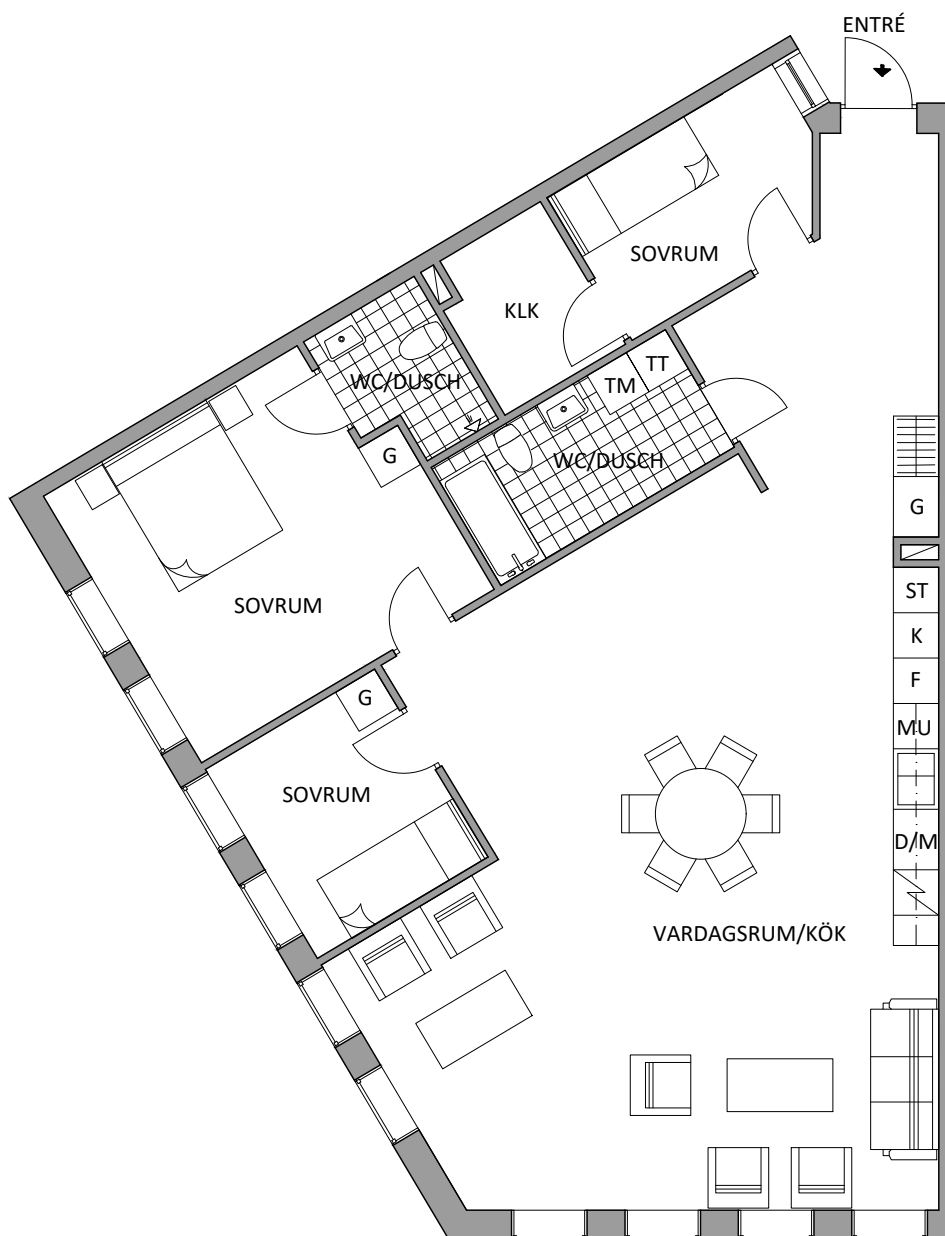 ENTRÉ
SOVRUM
KLK
TT
TM
WC/DUSCH
G
WC/DUSCH
G
ST
SOVRUM
K
F
G
MU
SOVRUM
D/M
VARDAGSRUM/KÖK